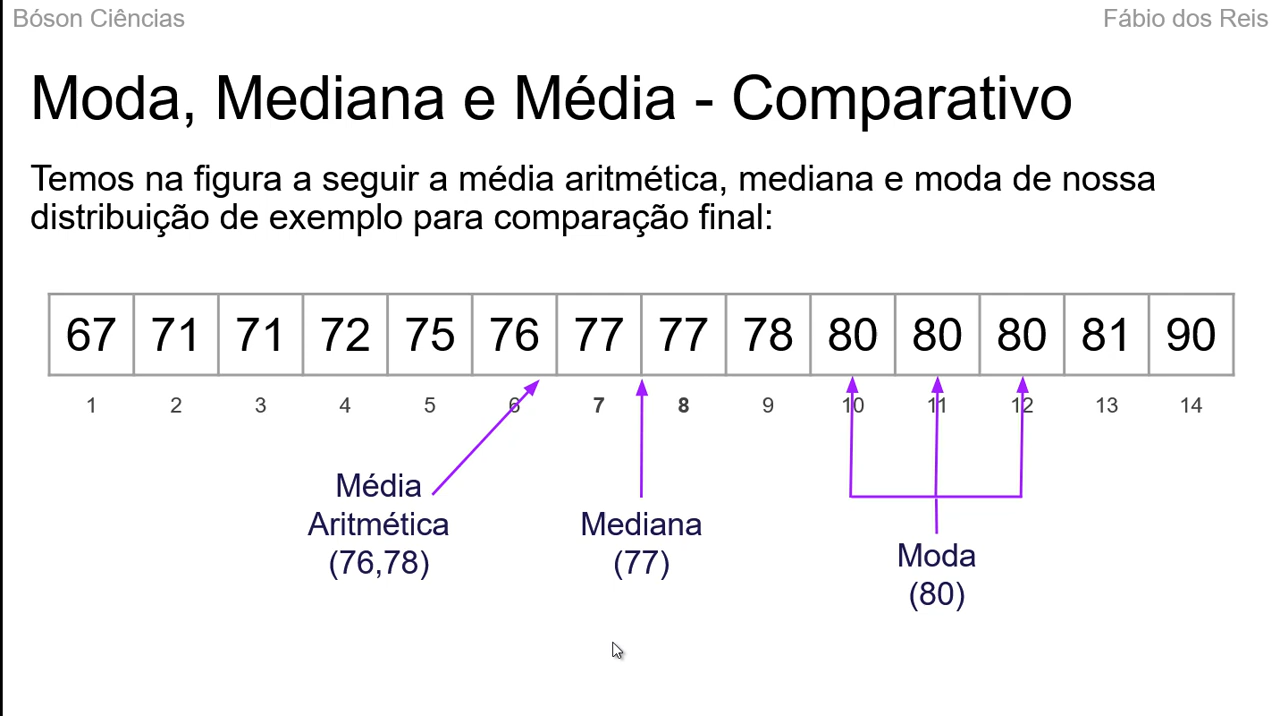 Bóson Ciências
Fábio dos Reis
Moda, Mediana e Média - Comparativo
Temos na figura a seguir a média aritmética, mediana e moda de nossa
distribuição de exemplo para comparação final:
67 71 71 72 75 76 77 77 78 80 80 80 81 90
1 2 3 4 5 6 7 8 9 10 11 12 13 14
Média
Aritmética
(76,78)
Mediana
(77)
Moda
(80)